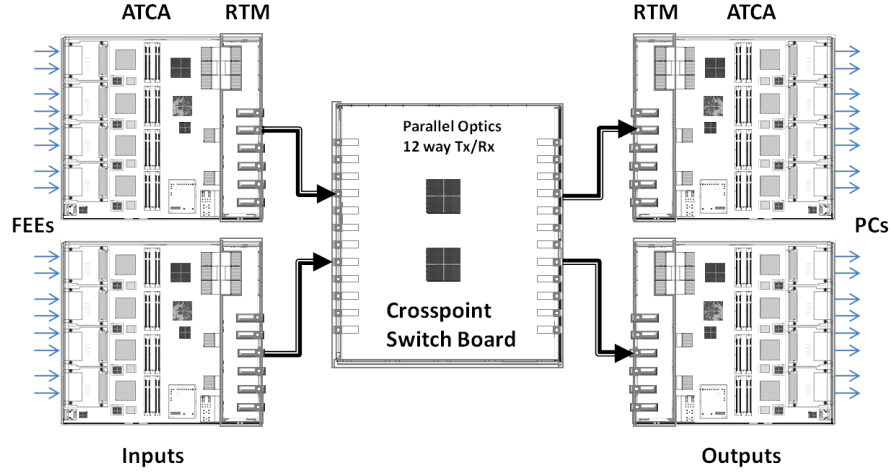 ATCA RTM RTM ATCA
Parallel Optics
12 way Tx/Rx
FEEs PCs
Crosspoint
Switch Board
Inputs Outputs